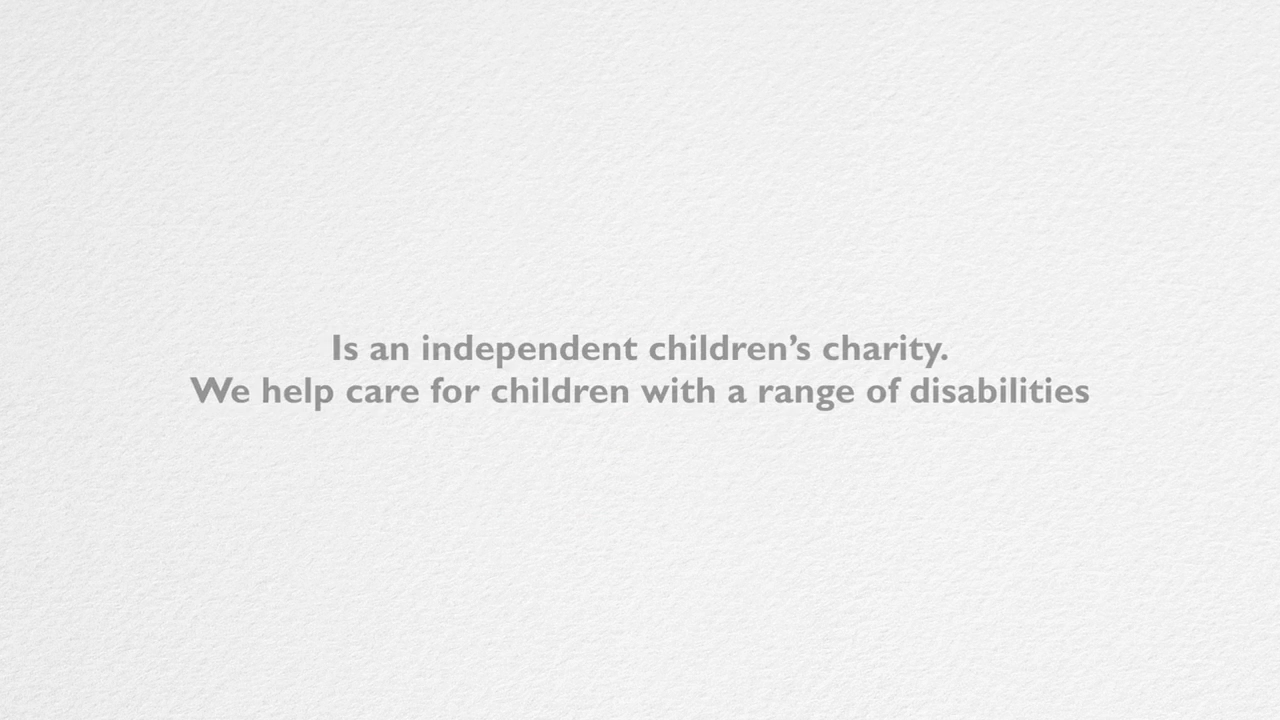 Is an independent children’s charity.
We help care for children with a range of disabilities